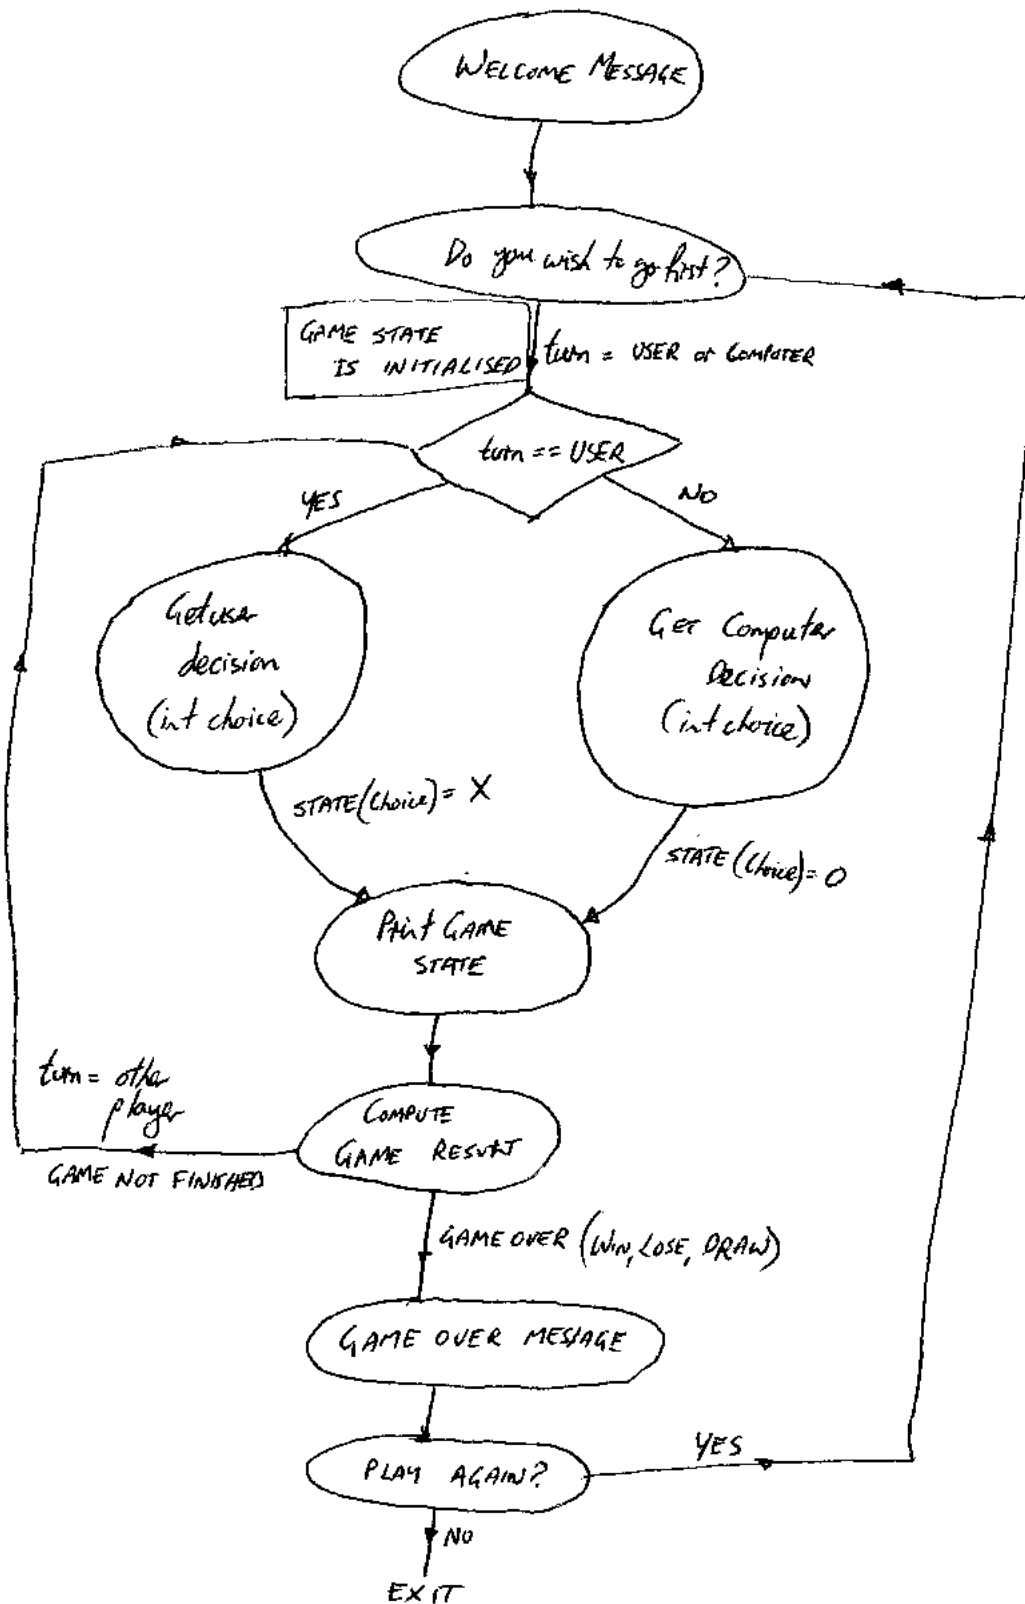 WELCOME MESSAGE
Do you wish to go first?
GAME STATE
IS INITIALISED
turn = USER or COMPUTER
turn == USER
YES
NO
Get user
decision
(int choice)
GET Computer
Decision
(int choice)
STATE(Choice) = X
STATE(Choice) = O
Print GAME
STATE
turn = other
player
GAME NOT FINISHED
COMPUTE
GAME RESULT
GAME OVER (WIN, LOSE, DRAW)
GAME OVER MESSAGE
PLAY AGAIN?
YES
NO
EXIT